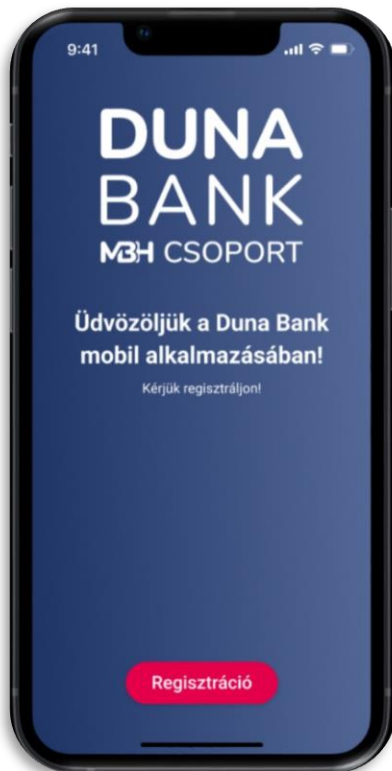 9:41
DUNA
BANK
MBH CSOPORT
Üdvözöljük a Duna Bank
mobil alkalmazásában!
Kérjük regisztráljon!
Regisztráció